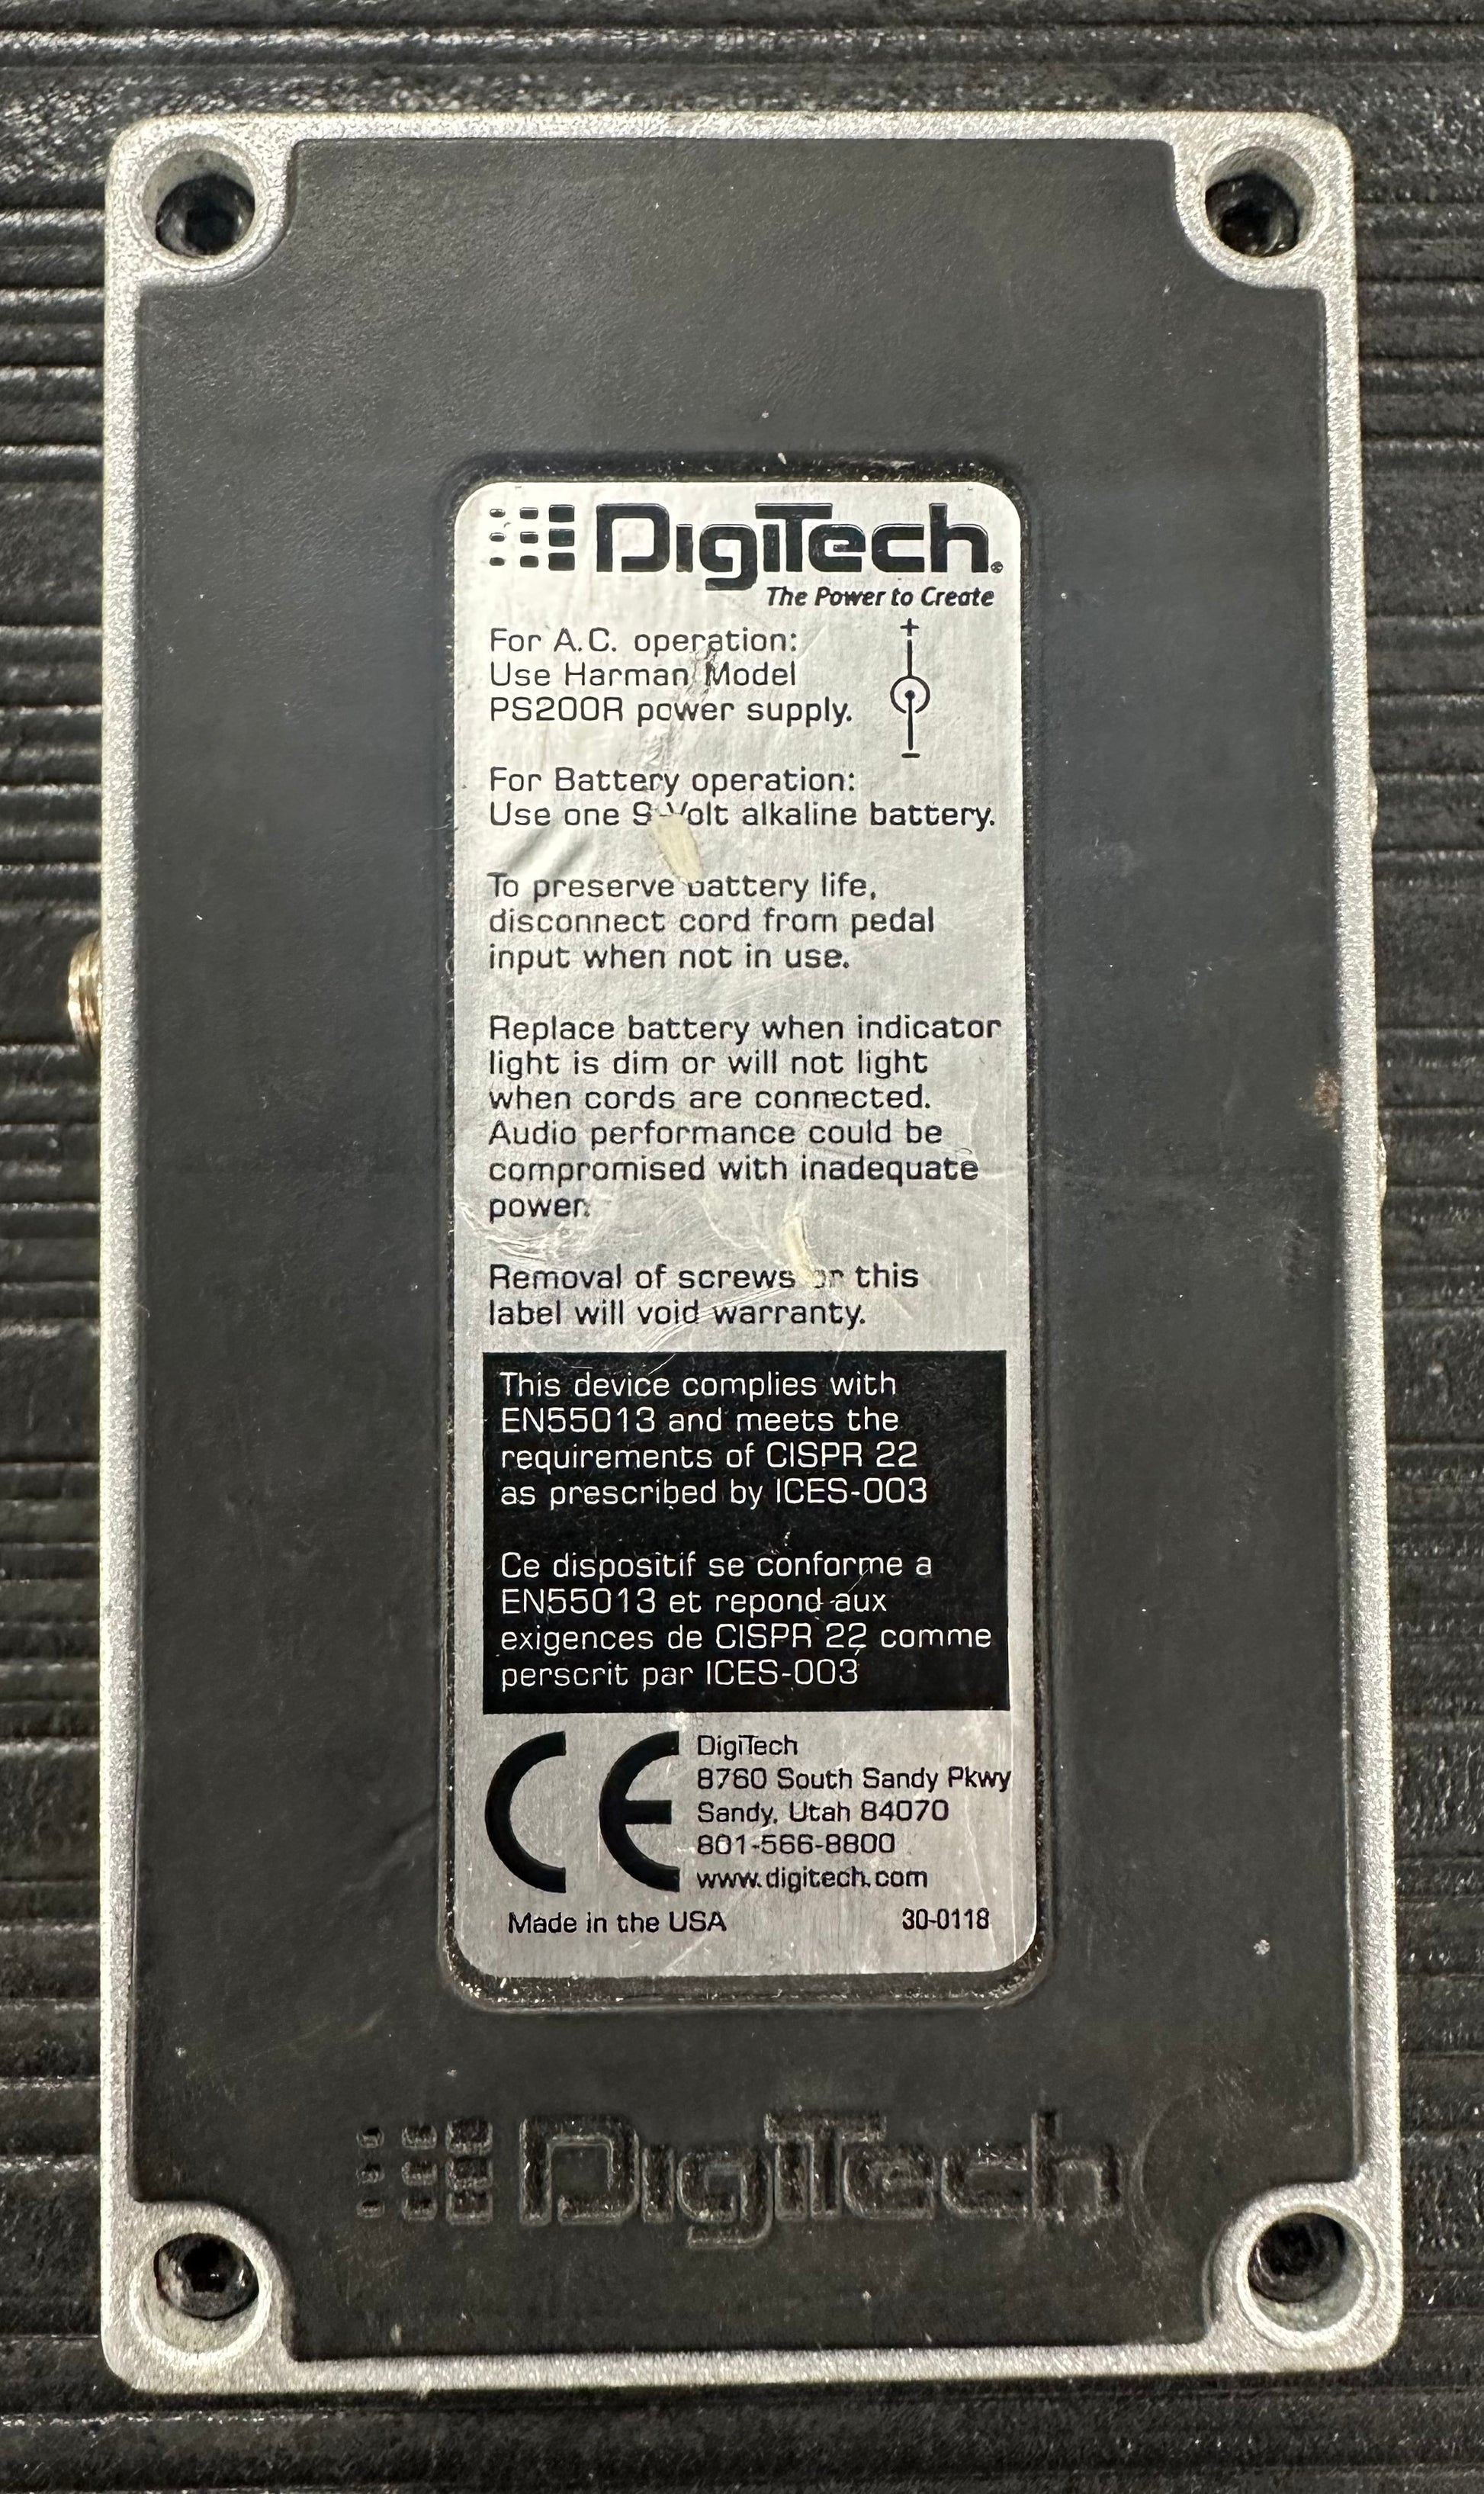 DigiTech®
The Power to Create
For A.C. operation:
Use Harman Model
PS200R power supply.
+
-
For Battery operation:
Use one 9-Volt alkaline battery.
To preserve battery life,
disconnect cord from pedal
input when not in use.
Replace battery when indicator
light is dim or will not light
when cords are connected.
Audio performance could be
compromised with inadequate
power.
Removal of screws or this
label will void warranty.
This device complies with
EN55013 and meets the
requirements of CISPR 22
as prescribed by ICES-003
Ce dispositif se conforme a
EN55013 et repond aux
exigences de CISPR 22 comme
perscrit par ICES-003
CE
DigiTech
8760 South Sandy Pkwy
Sandy, Utah 84070
801-566-8800
www.digitech.com
Made in the USA
30-0118
DigiTech